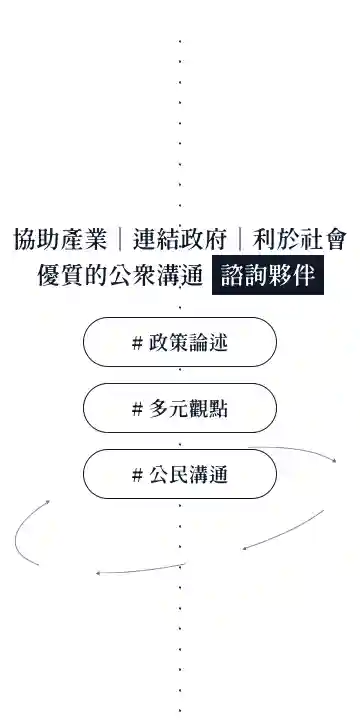 協助產業｜連結政府｜利於社會
優質的公眾溝通 諮詢夥伴
# 政策論述
# 多元觀點
# 公民溝通